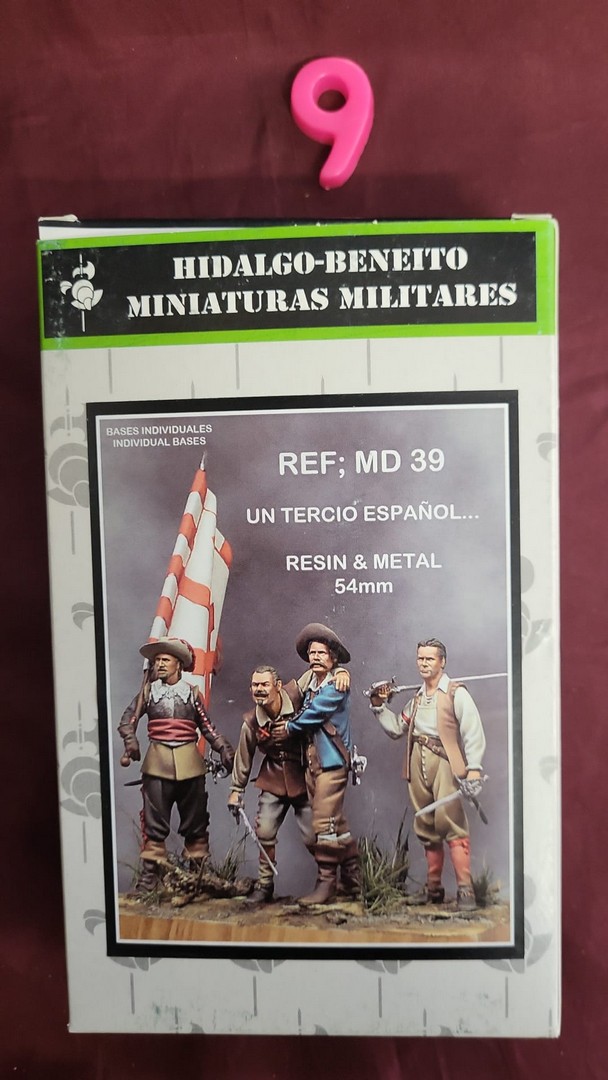 9
HIDALGO-BENEITO
MINIATURAS MILITARES
BASES INDIVIDUALES
INDIVIDUAL BASES
REF; MD 39
UN TERCIO ESPAÑOL...
RESIN & METAL
54mm